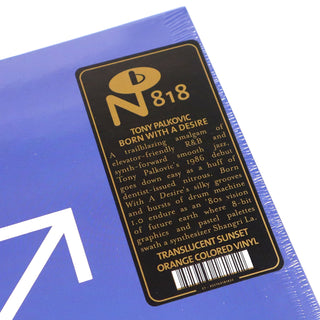 N 818
TONY PALKOVIC
BORN WITH A DESIRE
A trailblazing amalgam of
elevator-friendly R&B and
synth-forward smooth jazz,
Tony Palkovic's 1986 debut
goes down easy as a huff of
dentist-issued nitrous. Born
With A Desire's silky grooves
and bursts of drum machine
1.0 endure as an '80s vision
of future earth where 8-bit
graphics and pastel palettes
swath a synthesizer Shangri La.
TRANSLUCENT SUNSET
ORANGE COLORED VINYL